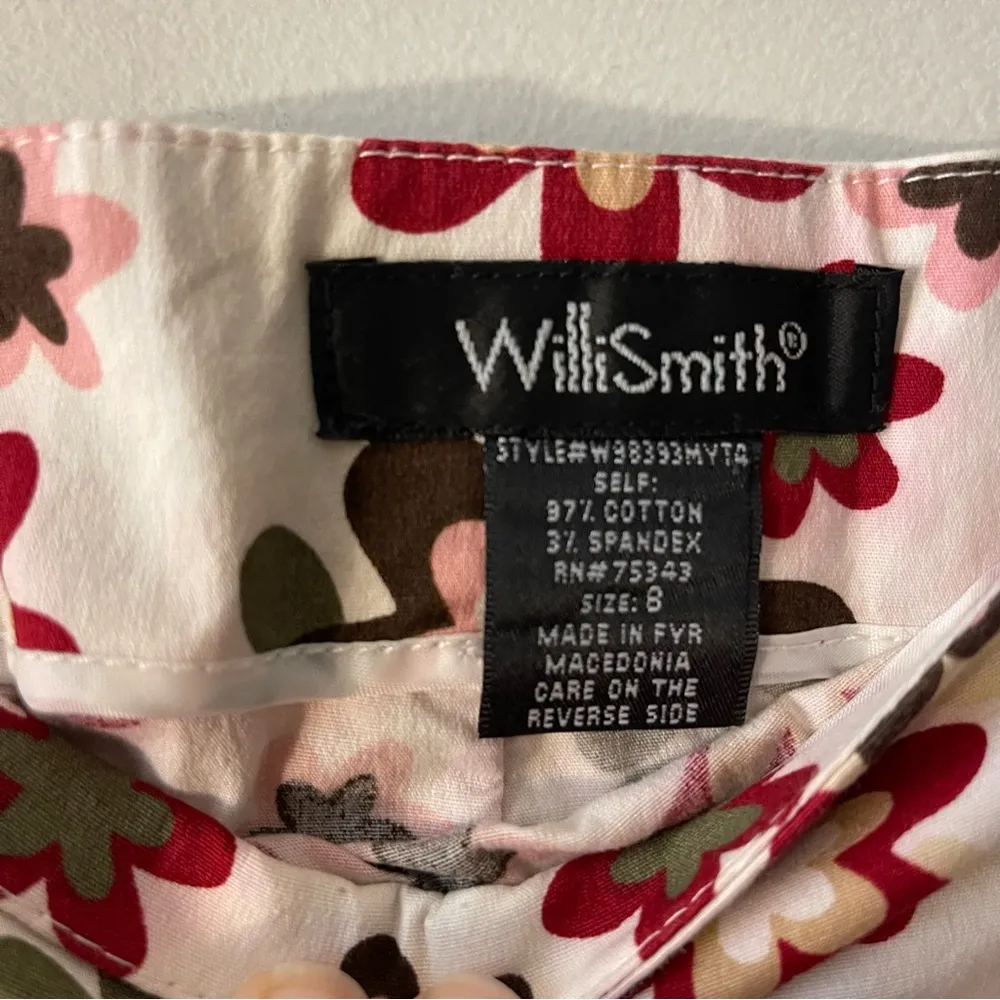 WilliSmith®
STYLE#W98393MYTA
SELF:
97% COTTON
3% SPANDEX
RN#75343
SIZE: 8
MADE IN FYR
MACEDONIA
CARE ON THE
REVERSE SIDE